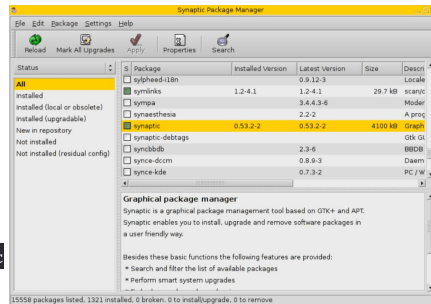 Synaptic Package Manager
File Edit Package Settings Help
Reload Mark All Upgrades Apply Properties Search
Status
All
Installed
Installed (local or obsolete)
Installed (upgradable)
New in repository
Not installed
Not installed (residual config)
S Package Installed Version Latest Version Size Descri
sylpheed-i18n 0.9.12-3 Locale
symlinks 1.2-4.1 1.2-4.1 29.7 kB scan/c
sympa 3.4.4.3-6 Moder
synaesthesia 2.2-2 A prog
synaptic 0.53.2-2 0.53.2-2 4100 kB Graph
synaptic-debtags Gtk GU
syncbbdb 2.3-6 BBDB
synce-dccm 0.8.9-3 Daem
synce-kde 0.7.3-2 PC / W
Graphical package manager
Synaptic is a graphical package management tool based on GTK+ and APT.
Synaptic enables you to install, upgrade and remove software packages in
a user friendly way.
Besides these basic functions the following features are provided:
* Search and filter the list of available packages
* Perform smart system upgrades
15558 packages listed, 1321 installed, 0 broken. 0 to install/upgrade, 0 to remove